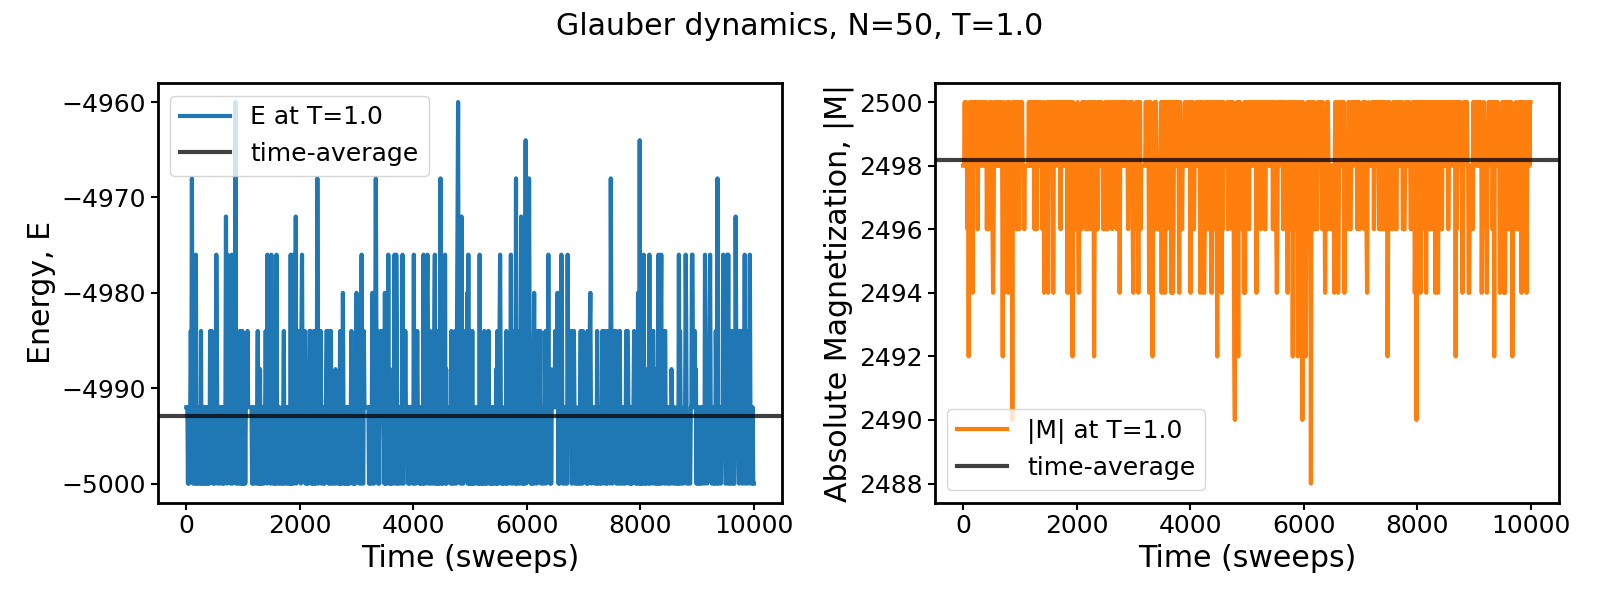 Glauber dynamics, N=50, T=1.0
Energy, E
−4960
−4970
−4980
−4990
−5000
E at T=1.0
time-average
0 2000 4000 6000 8000 10000
Time (sweeps)
Absolute Magnetization, |M|
2500
2498
2496
2494
2492
2490
2488
|M| at T=1.0
time-average
0 2000 4000 6000 8000 10000
Time (sweeps)